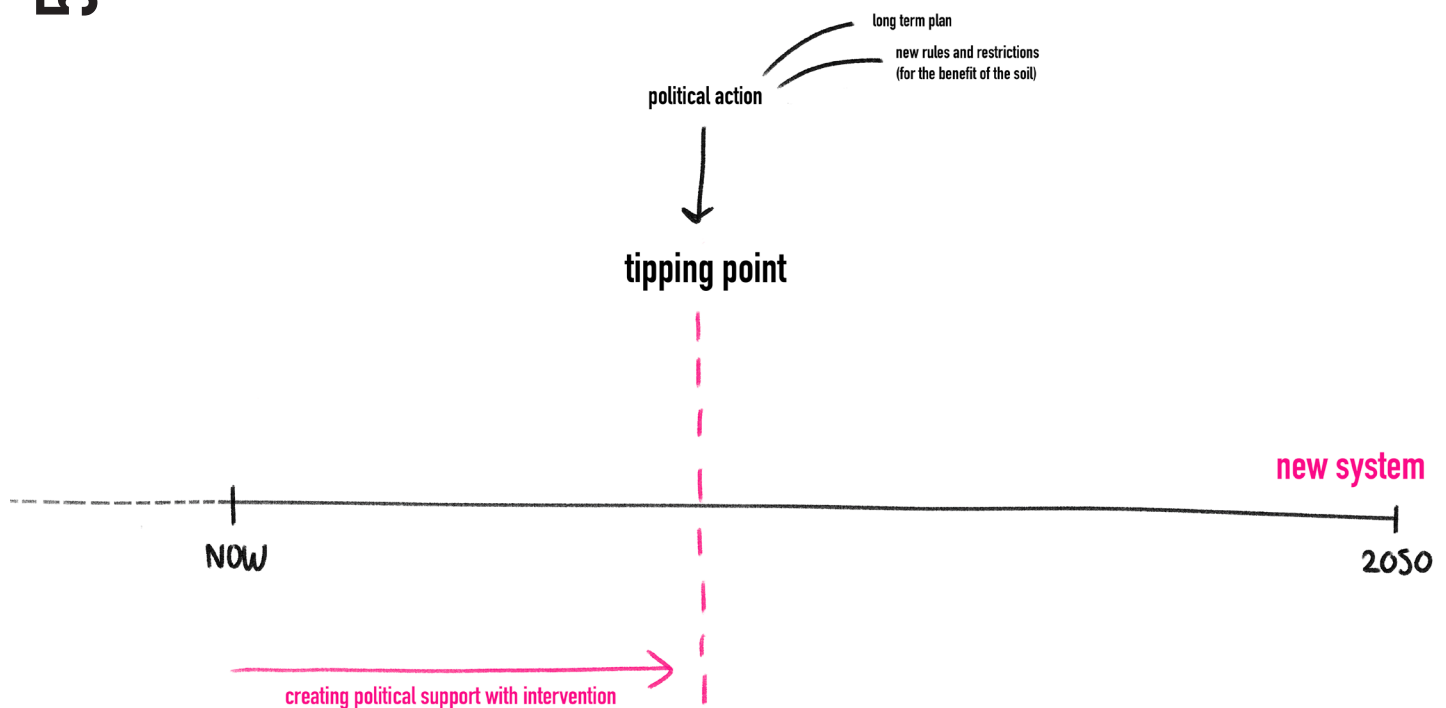 long term plan
new rules and restrictions
(for the benefit of the soil)
political action
tipping point
new system
NOW
2050
creating political support with intervention